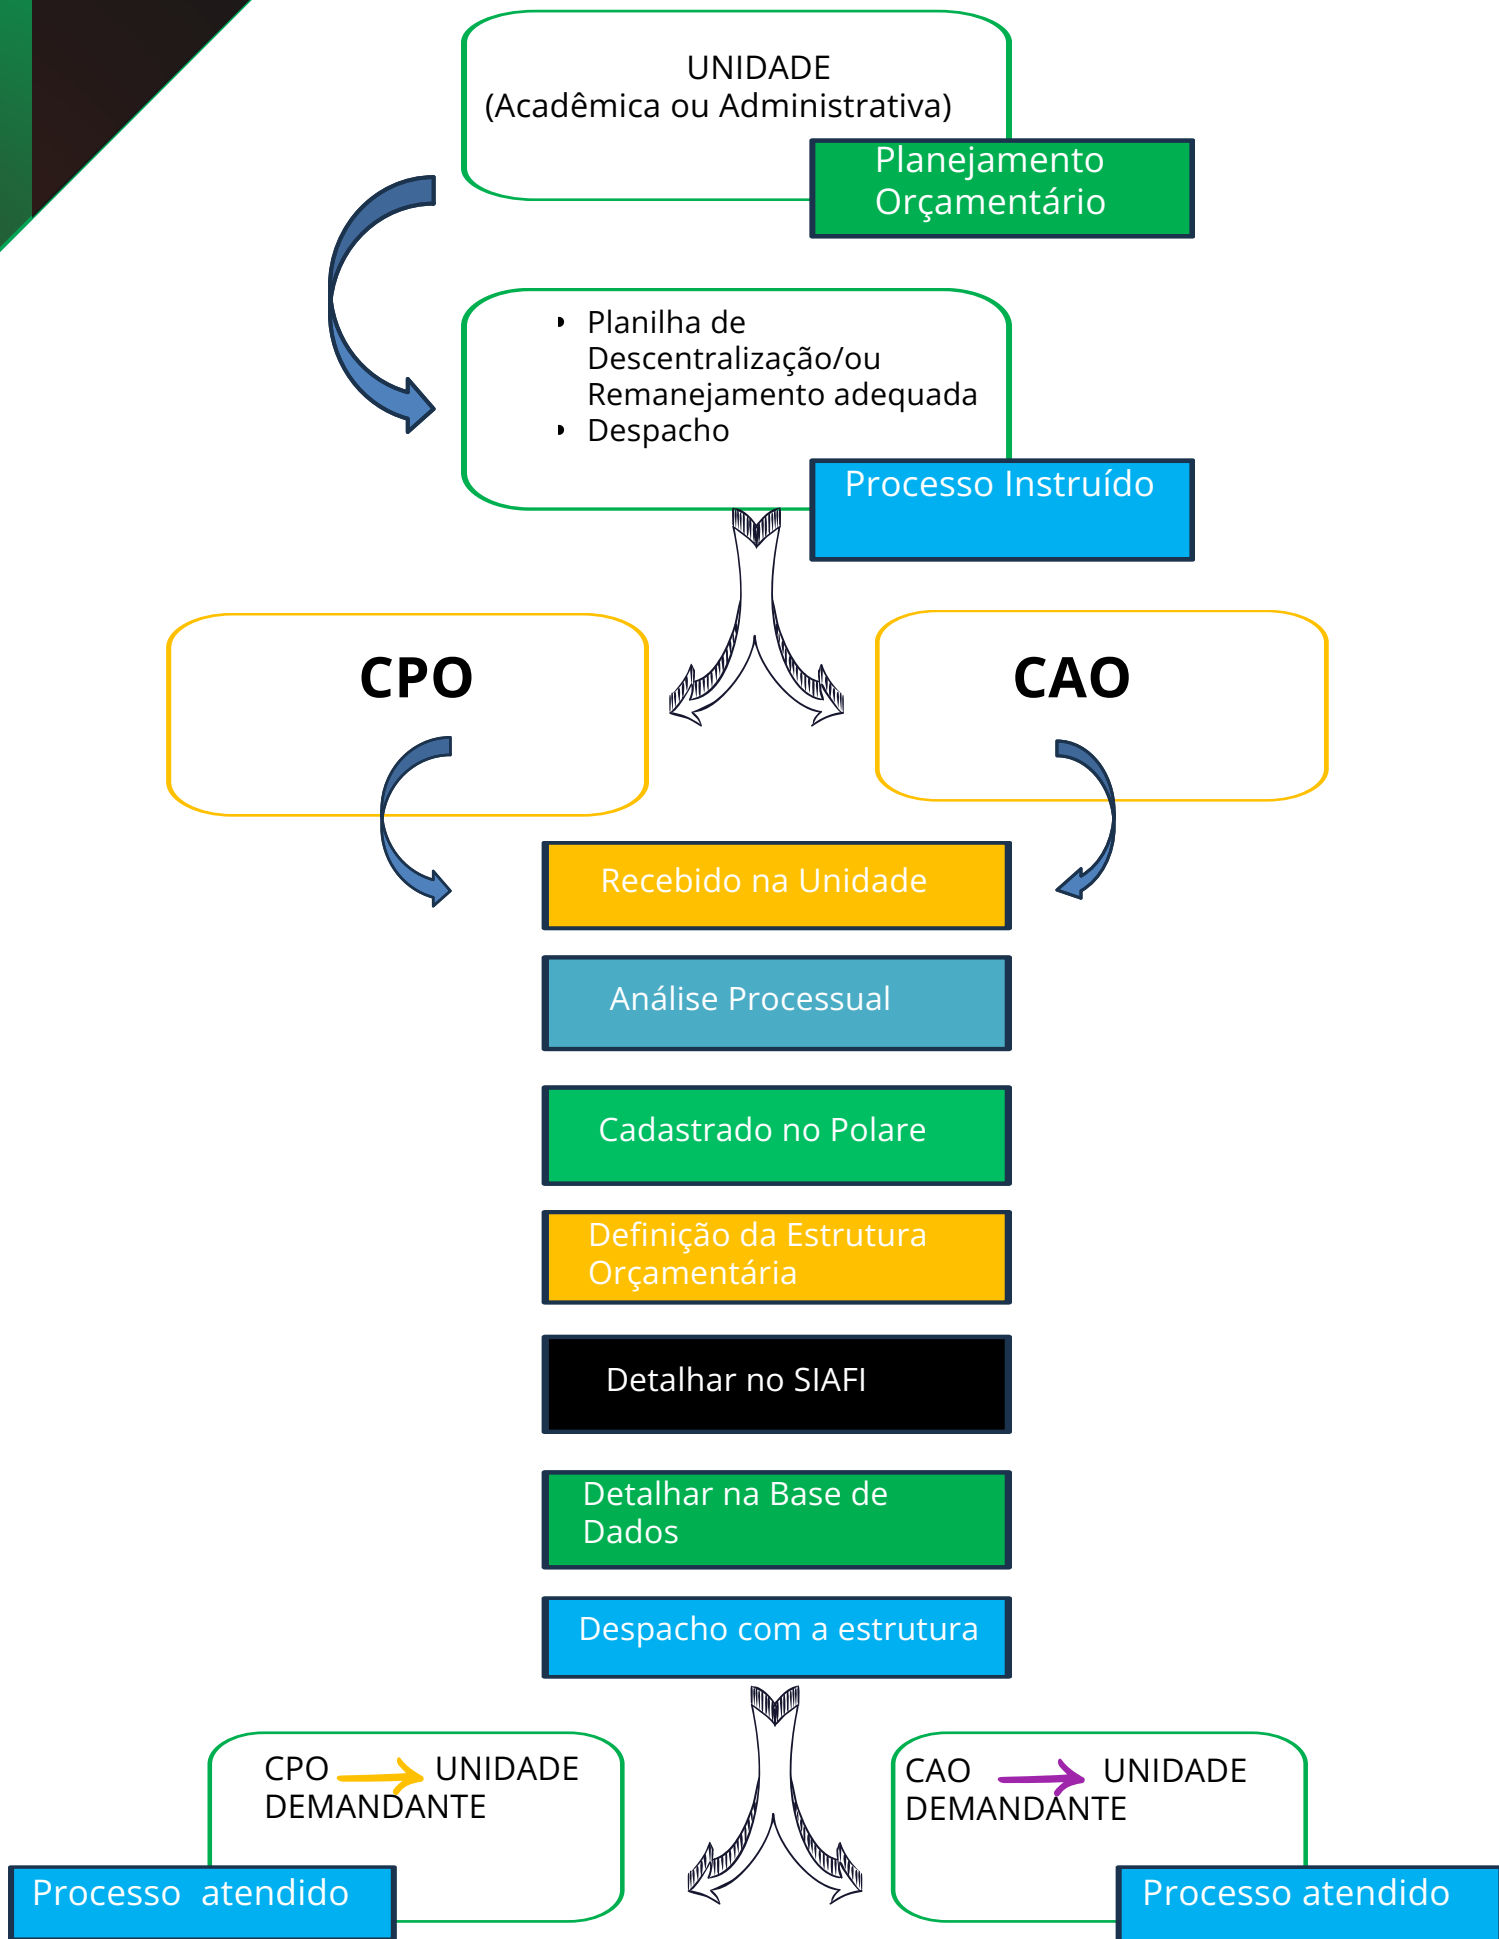 UNIDADE
(Acadêmica ou Administrativa)
Planejamento
Orçamentário
Planilha de
Descentralização/ou
Remanejamento adequada
Despacho
Processo Instruído
CPO
CAO
Recebido na Unidade
Análise Processual
Cadastrado no Polare
Definição da Estrutura
Orçamentária
Detalhar no SIAFI
Detalhar na Base de
Dados
Despacho com a estrutura
CPO UNIDADE
DEMANDANTE
Processo atendido
CAO UNIDADE
DEMANDANTE
Processo atendido